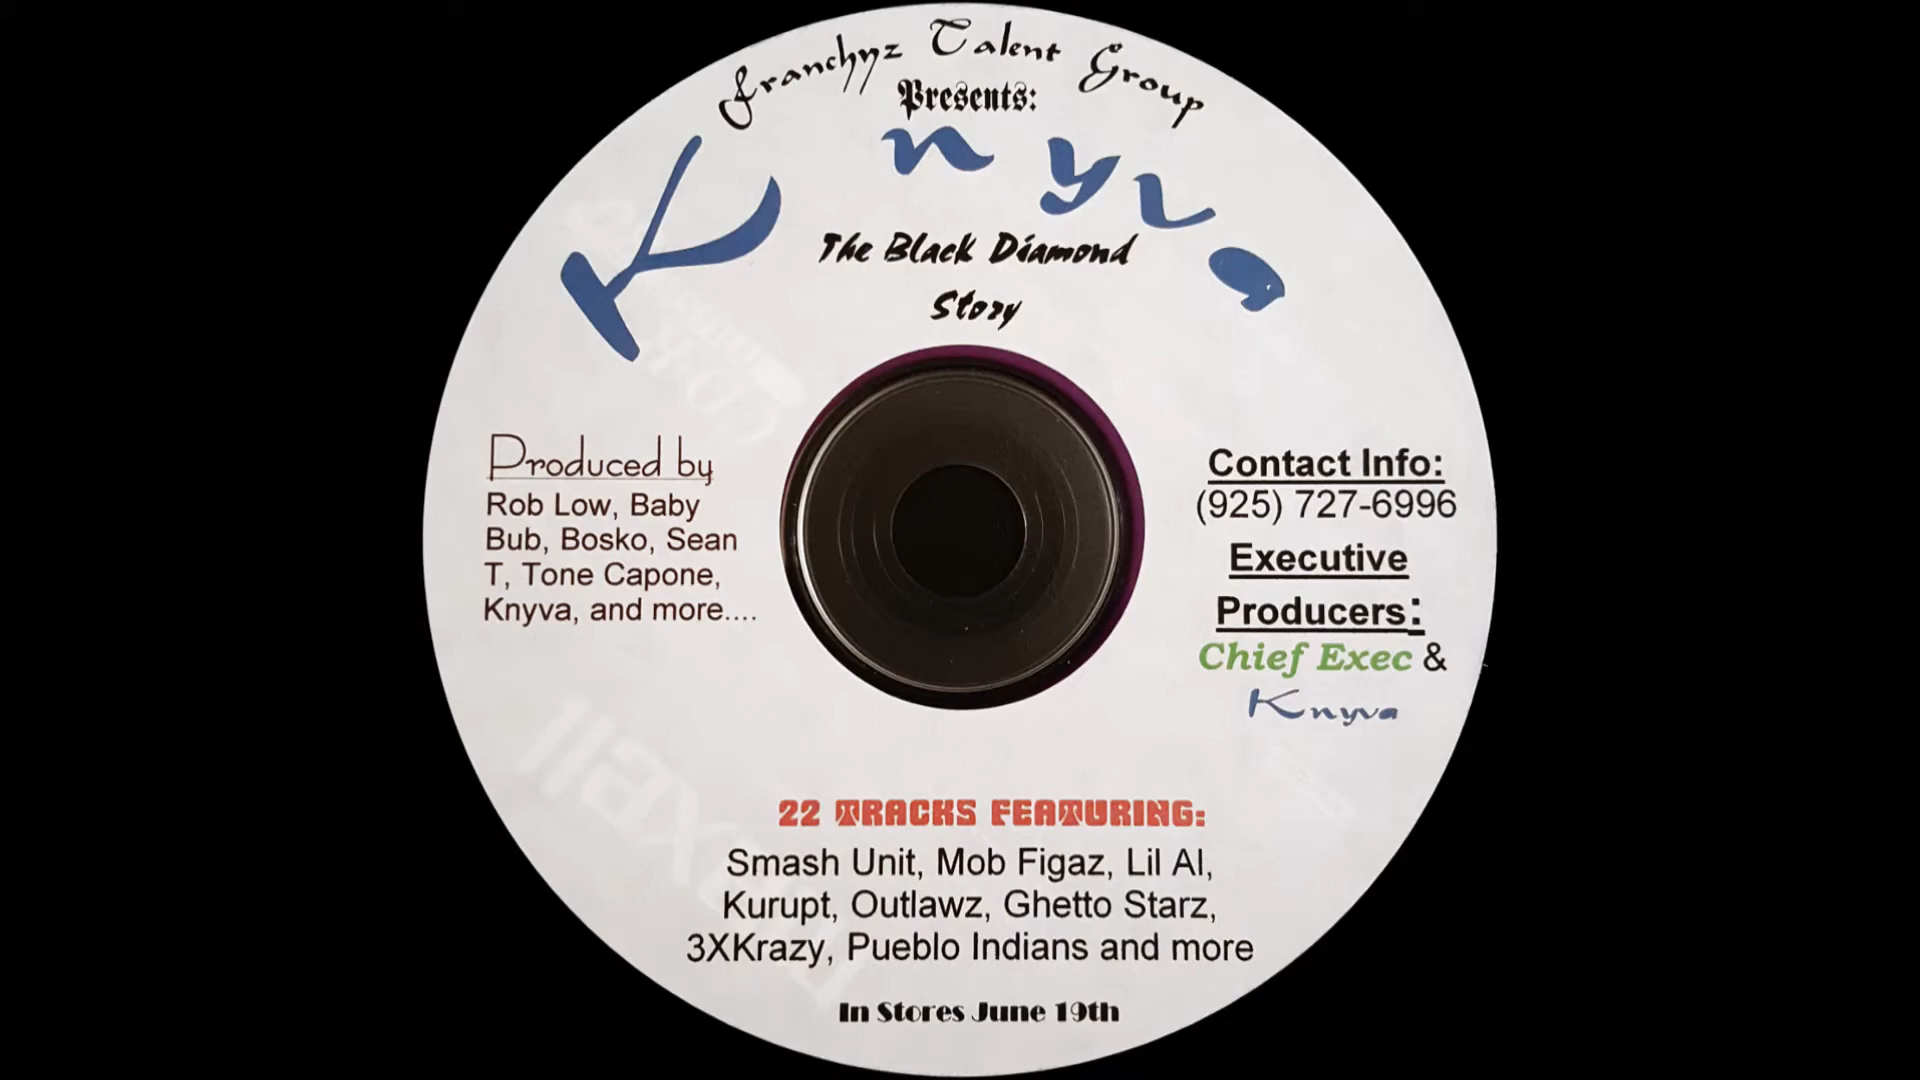 Franchyz Talent Group
Presents:
Knyva
The Black Diamond
Story
Produced by
Rob Low, Baby
Bub, Bosko, Sean
T, Tone Capone,
Knyva, and more....
Contact Info:
(925) 727-6996
Executive
Producers:
Chief Exec &
Knyva
22 TRACKS FEATURING:
Smash Unit, Mob Figaz, Lil Al,
Kurupt, Outlawz, Ghetto Starz,
3XKrazy, Pueblo Indians and more
In Stores June 19th
maxell